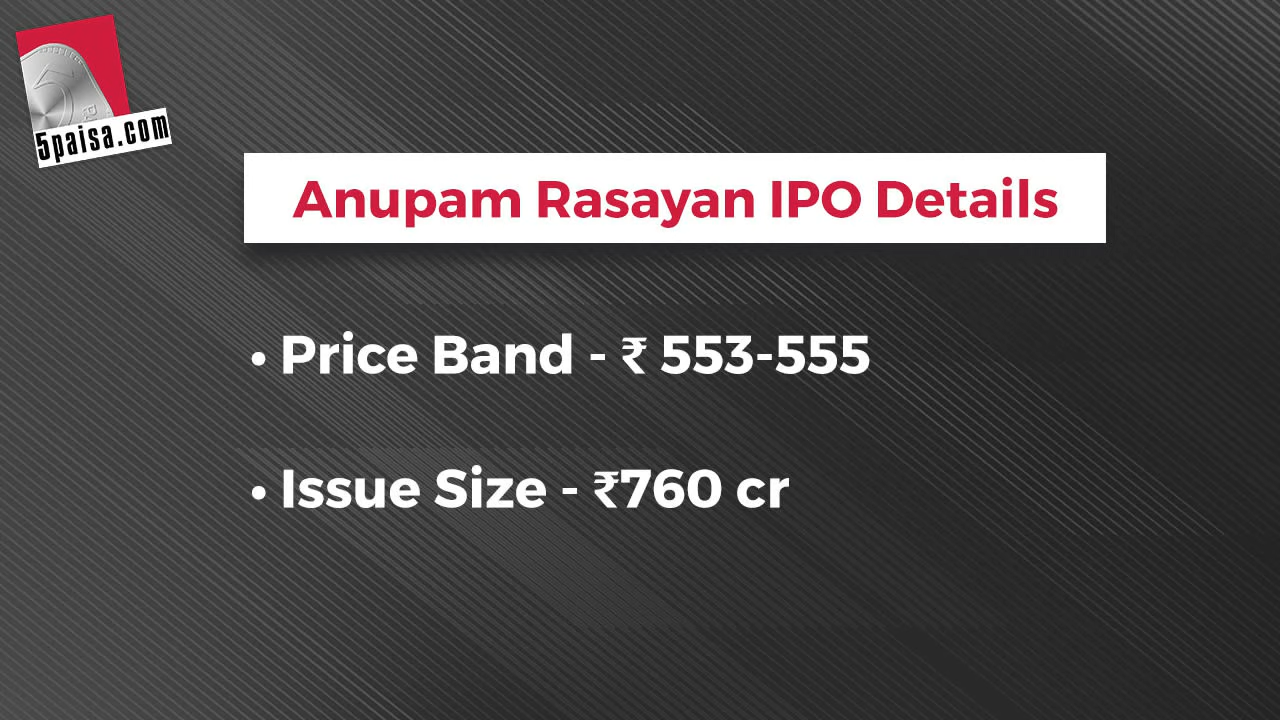 5paisa.com
Anupam Rasayan IPO Details
• Price Band - ₹ 553-555
• Issue Size - ₹760 cr